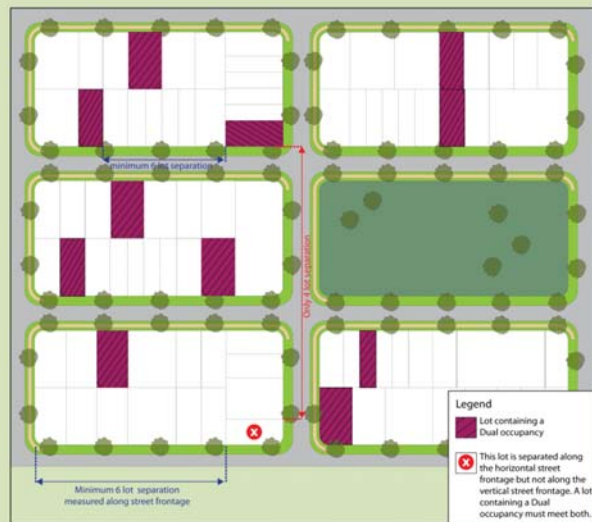 minimum 6 lot separation
Only 4 lot separation
Minimum 6 lot separation
measured along street frontage
Legend
Lot containing a
Dual occupancy
X
This lot is separated along
the horizontal street
frontage but not along the
vertical street frontage. A lot
containing a Dual
occupancy must meet both.
X